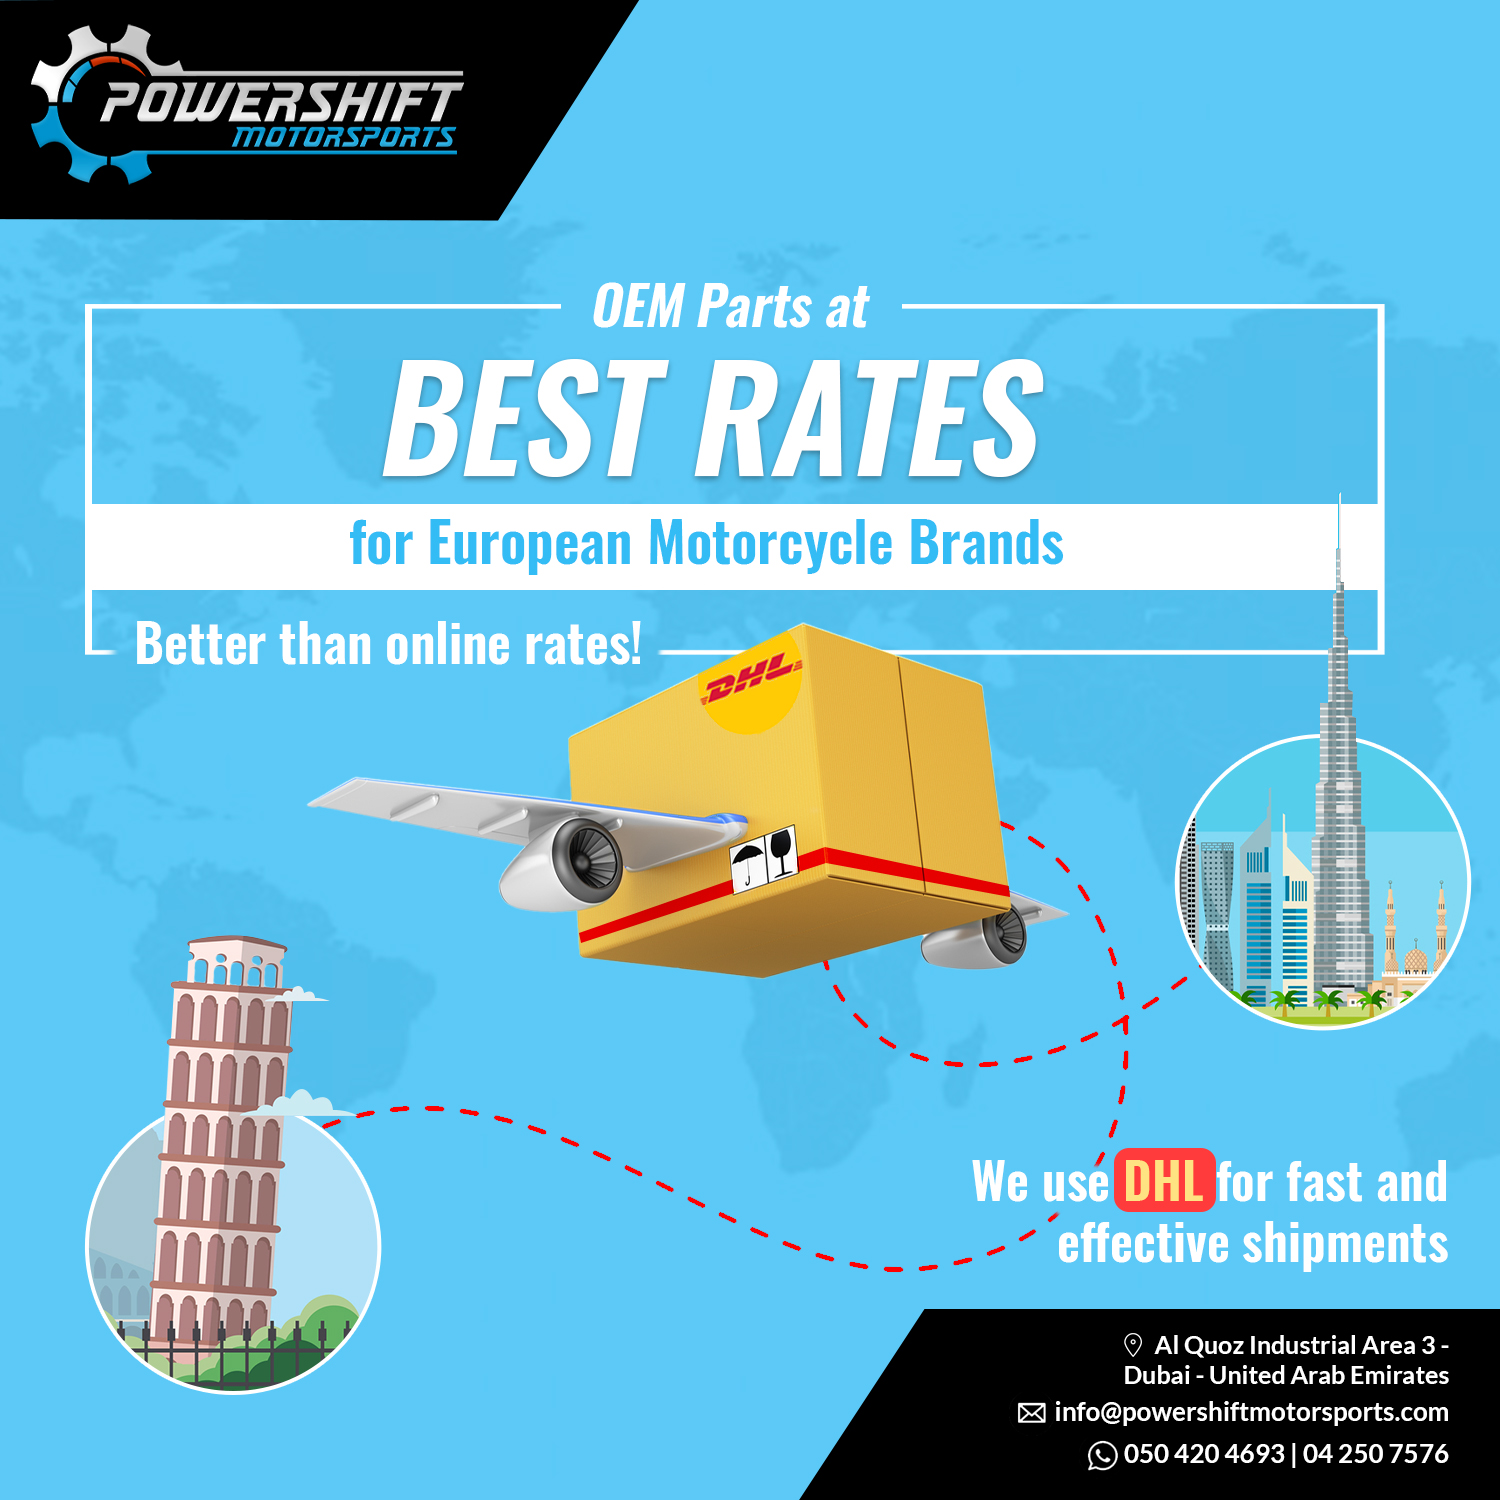 POWERSHIFT
MOTORSPORTS
OEM Parts at
BEST RATES
for European Motorcycle Brands
Better than online rates!
DHL
We use DHL for fast and
effective shipments
Al Quoz Industrial Area 3 -
Dubai - United Arab Emirates
info@powershiftmotorsports.com
050 420 4693 | 04 250 7576